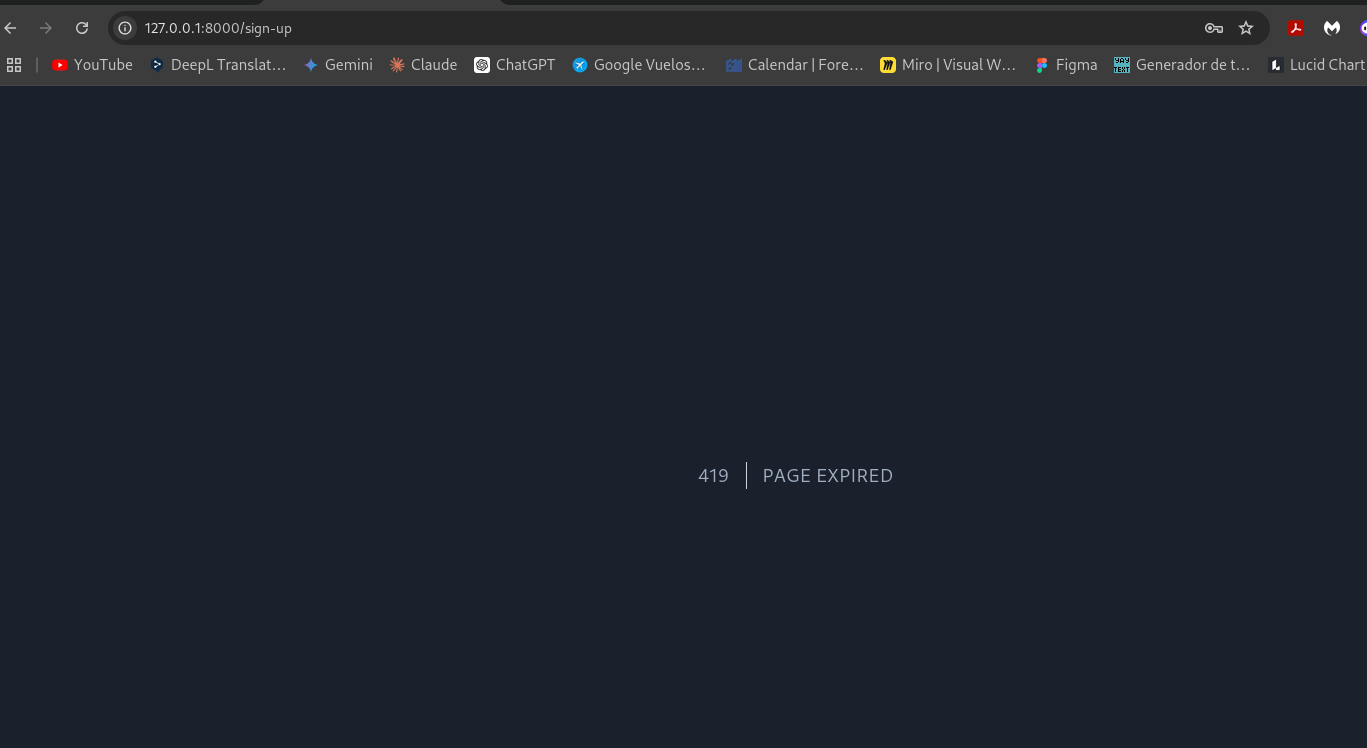 127.0.0.1:8000/sign-up
YouTube DeepL Translat... Gemini Claude ChatGPT Google Vuelos... Calendar | Fore... Miro | Visual W... Figma Generador de t... Lucid Chart
419 PAGE EXPIRED